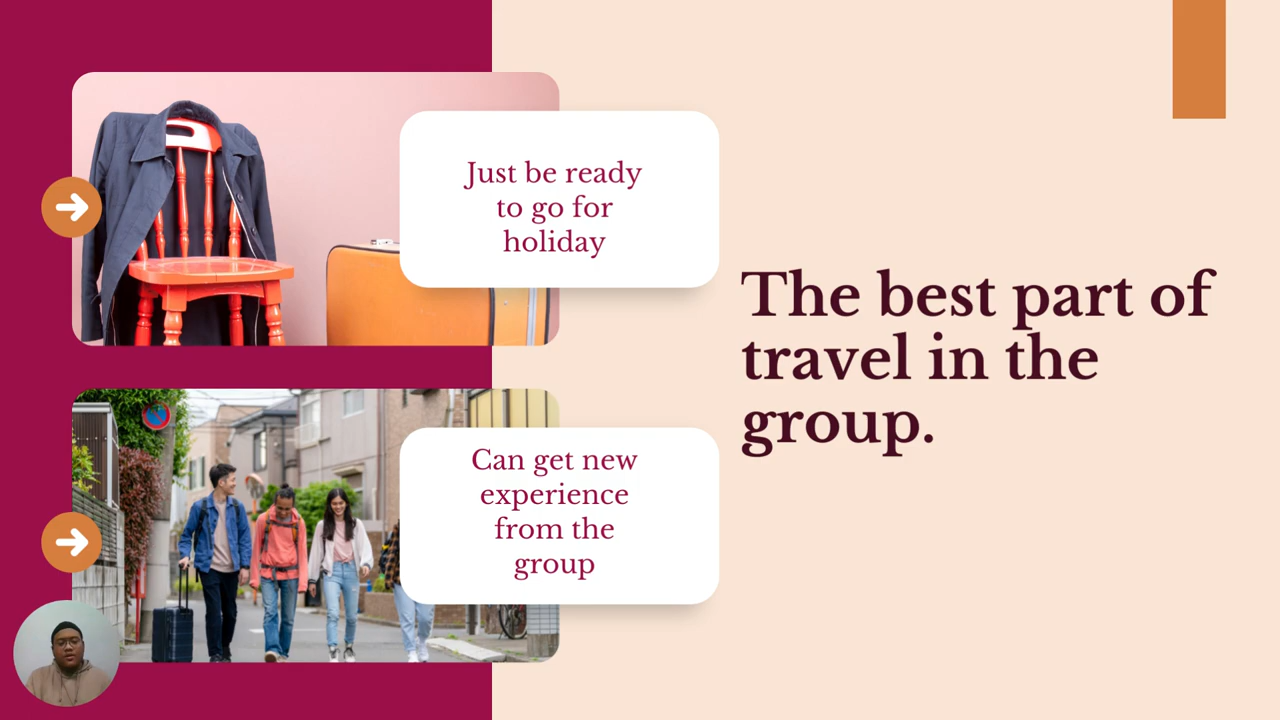 Just be ready
to go for
holiday
The best part of
travel in the
group.
Can get new
experience
from the
group